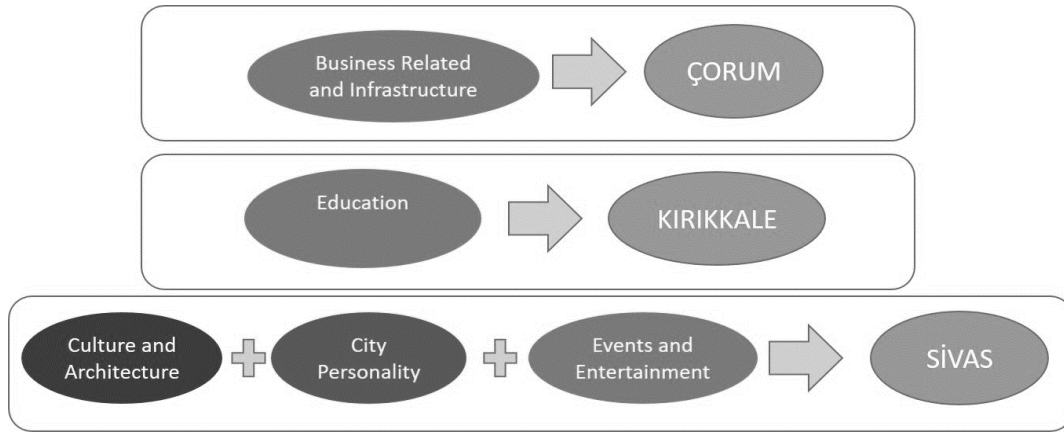 Business Related
and Infrastructure
ÇORUM
Education
KIRIKKALE
Culture and
Architecture
City
Personality
Events and
Entertainment
SİVAS